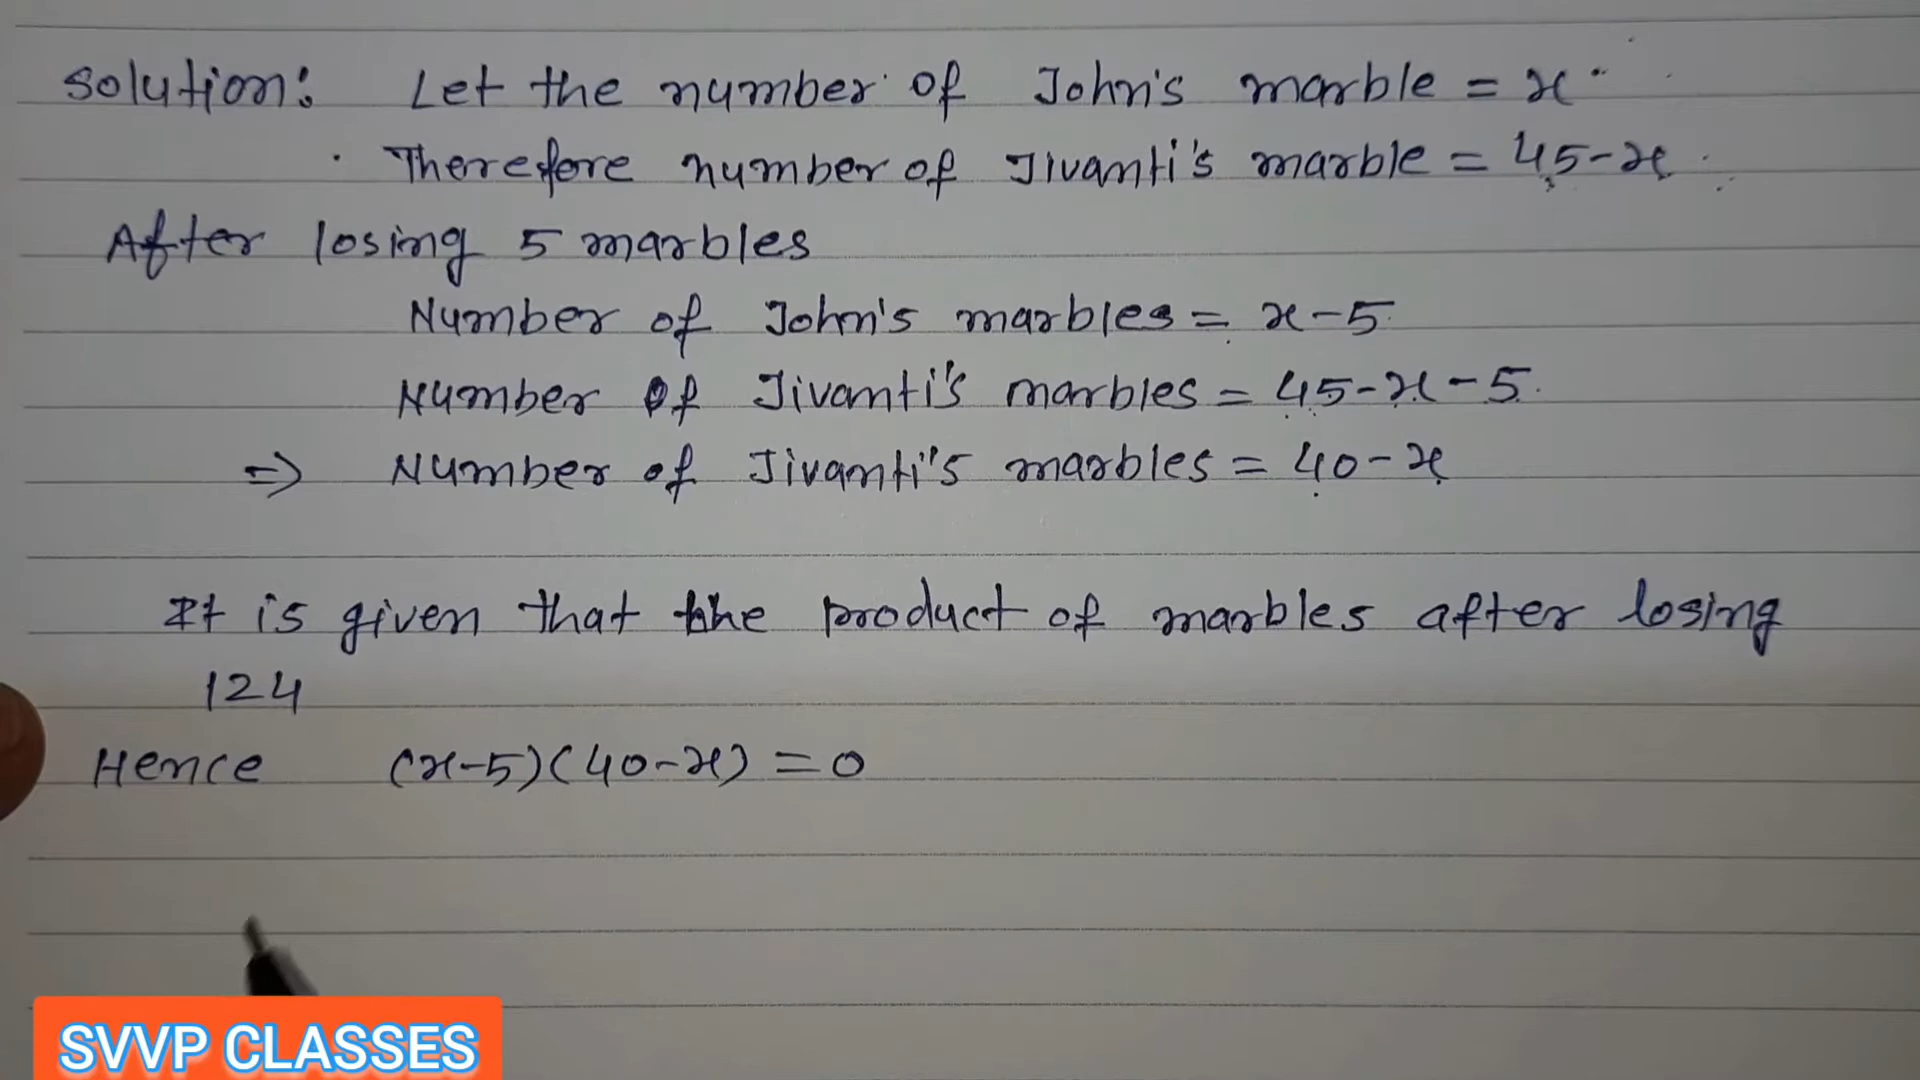 Solution: Let the number of John's marble = x
Therefore number of Jivanti's marble = 45-x
After losing 5 marbles
Number of John's marbles = x-5
Number of Jivanti's marbles = 45-x-5
=> Number of Jivanti's marbles = 40-x
It is given that the product of marbles after losing
124
Hence (x-5)(40-x) = 0
SVVP CLASSES